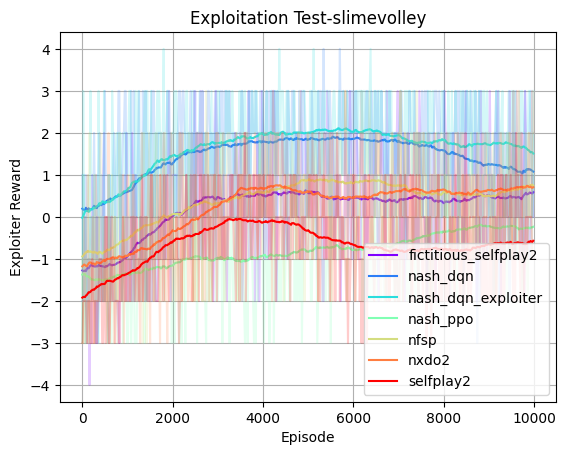 Exploitation Test-slimevolley
Exploiter Reward
4
3
2
1
0
−1
−2
−3
−4
fictitious_selfplay2
nash_dqn
nash_dqn_exploiter
nash_ppo
nfsp
nxdo2
selfplay2
0 2000 4000 6000 8000 10000
Episode